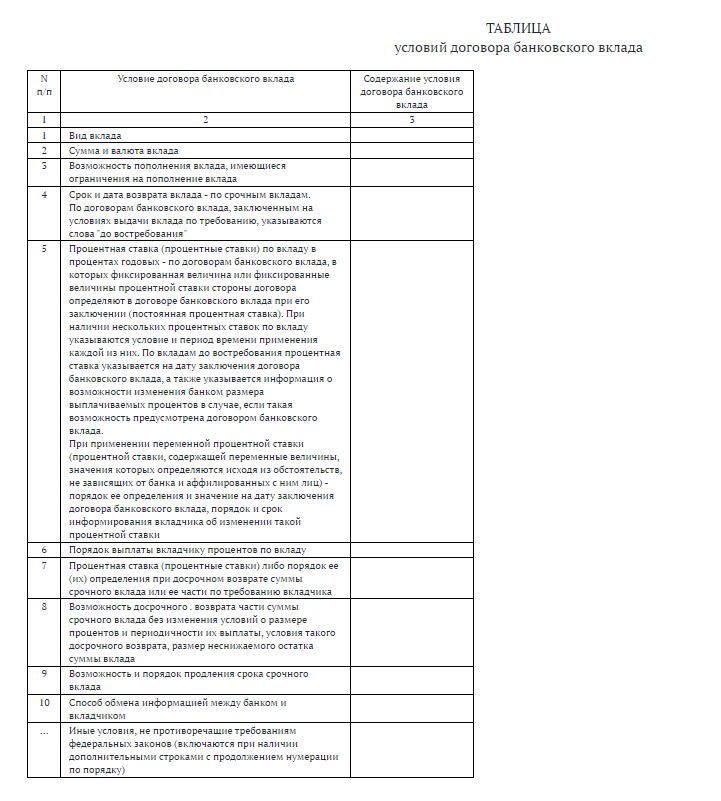 ТАБЛИЦА
условий договора банковского вклада
N
п/п
Условие договора банковского вклада
Содержание условия
договора банковского
вклада
1
2
3
1
Вид вклада
2
Сумма и валюта вклада
3
Возможность пополнения вклада, имеющиеся
ограничения на пополнение вклада
4
Срок и дата возврата вклада - по срочным вкладам.
По договорам банковского вклада, заключенным на
условиях выдачи вклада по требованию, указываются
слова "до востребования"
5
Процентная ставка (процентные ставки) по вкладу в
процентах годовых - по договорам банковского вклада, в
которых фиксированная величина или фиксированные
величины процентной ставки стороны договора
определяют в договоре банковского вклада при его
заключении (постоянная процентная ставка). При
наличии нескольких процентных ставок по вкладу
указываются условие и период времени применения
каждой из них. По вкладам до востребования процентная
ставка указывается на дату заключения договора
банковского вклада, а также указывается информация о
возможности изменения банком размера
выплачиваемых процентов в случае, если такая
возможность предусмотрена договором банковского
вклада.
При применении переменной процентной ставки
(процентной ставки, содержащей переменные величины,
значения которых определяются исходя из обстоятельств,
не зависящих от банка и аффилированных с ним лиц) -
порядок ее определения и значение на дату заключения
договора банковского вклада, порядок и срок
информирования вкладчика об изменении такой
процентной ставки
6
Порядок выплаты вкладчику процентов по вкладу
7
Процентная ставка (процентные ставки) либо порядок ее
(их) определения при досрочном возврате суммы
срочного вклада или ее части по требованию вкладчика
8
Возможность досрочного . возврата части суммы
срочного вклада без изменения условий о размере
процентов и периодичности их выплаты, условия такого
досрочного возврата, размер неснижаемого остатка
суммы вклада
9
Возможность и порядок продления срока срочного
вклада
10
Способ обмена информацией между банком и
вкладчиком
...
Иные условия, не противоречащие требованиям
федеральных законов (включаются при наличии
дополнительными строками с продолжением нумерации
по порядку)